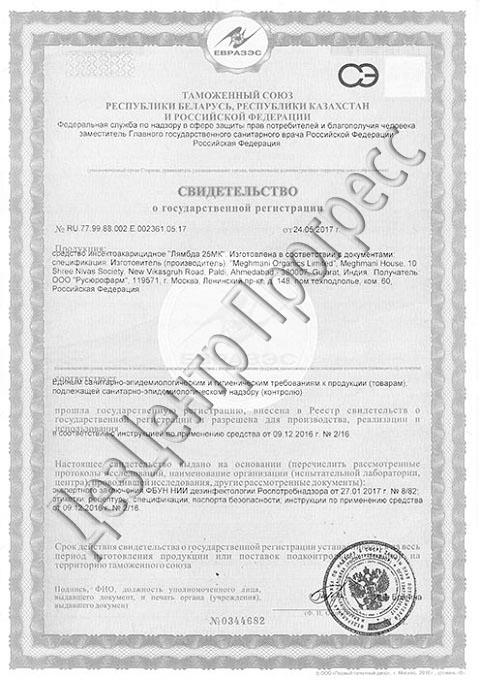 ЕВРАЗЭС
СЭ
ТАМОЖЕННЫЙ СОЮЗ
РЕСПУБЛИКИ БЕЛАРУСЬ, РЕСПУБЛИКИ КАЗАХСТАН
И РОССИЙСКОЙ ФЕДЕРАЦИИ
Федеральная служба по надзору в сфере защиты прав потребителей и благополучия человека
заместитель Главного государственного санитарного врача Российской Федерации
Российская Федерация
СВИДЕТЕЛЬСТВО
о государственной регистрации
№ RU.77.99.88.002.Е.002361.05.17 от 24.05.2017 г.
Продукция:
средство инсектоакарицидное "Лямбда 25МК". Изготовлена в соответствии с документами:
спецификация. Изготовитель (производитель): "Meghmani Organics Limited", Meghmani House, 10
Shree Nivas Society, New Vikasgruh Road, Paldi, Ahmedabad - 380007, Gujrat, Индия. Получатель
ООО "Русюрофарм", 119571, г. Москва, Ленинский пр-кт, д. 148, пом техподполье, ком. 60,
Российская Федерация
ЕВРАЗЭС
соответствует
Единым санитарно-эпидемиологическим и гигиеническим требованиям к продукции (товарам),
подлежащей санитарно-эпидемиологическому надзору (контролю)
прошла государственную регистрацию, внесена в Реестр свидетельств о
государственной регистрации и разрешена для производства, реализации и
использования
в соответствии с инструкцией по применению средства от 09.12.2016 г. № 2/16
Настоящее свидетельство выдано на основании (перечислить рассмотренные
протоколы исследований, наименование организации (испытательной лаборатории,
центра), проводившей исследования, другие рассмотренные документы):
экспертного заключения ФБУН НИИ дезинфектологии Роспотребнадзора от 27.01.2017 г. № 8/82;
этикетки, рецептуры, спецификации, паспорта безопасности; инструкции по применению средства
от 09.12.2016 г. № 2/16
Срок действия свидетельства о государственной регистрации устанавливается на весь
период изготовления продукции или поставок подконтрольных товаров на
территорию таможенного союза
Подпись, ФИО, должность уполномоченного лица,
выдавшего документ, и печать органа (учреждения),
выдавшего документ
№0344682
ДезЦентр Прогресс